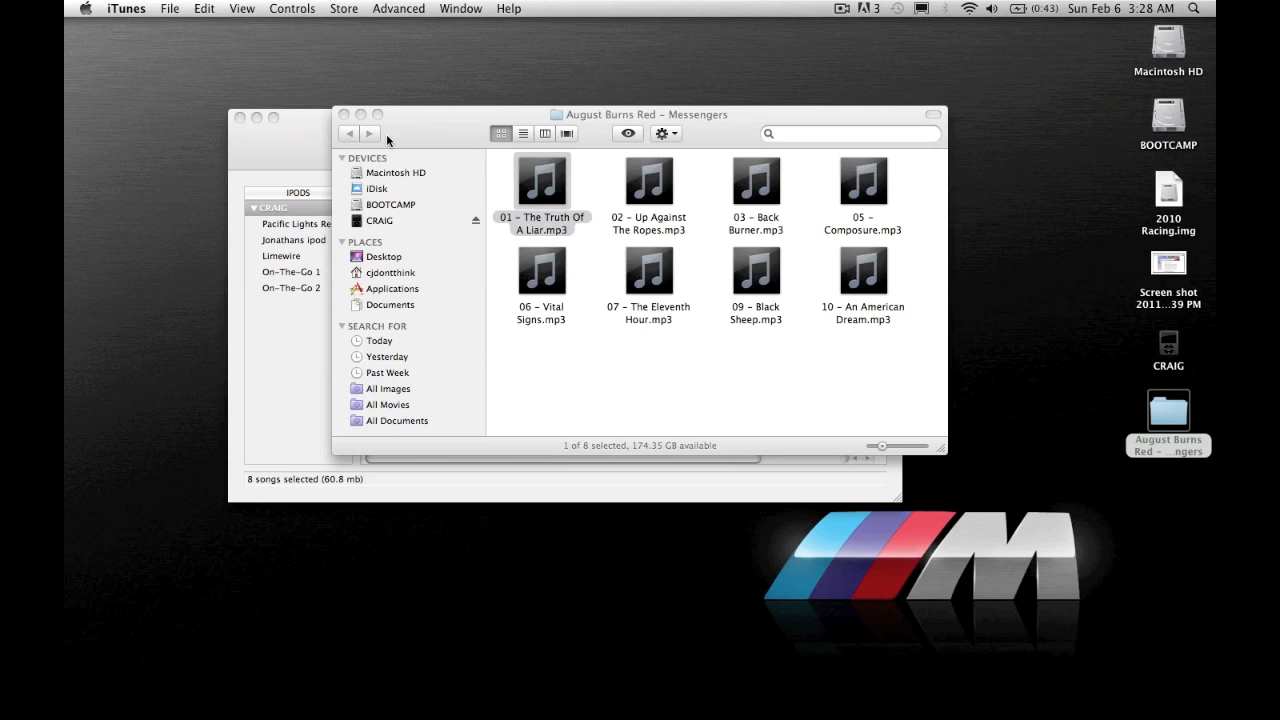 iTunes File Edit View Controls Store Advanced Window Help
3 (0:43) Sun Feb 6 3:28 AM
August Burns Red – Messengers
IPODS
CRAIG
Pacific Lights Re
Jonathans ipod
Limewire
On-The-Go 1
On-The-Go 2
8 songs selected (60.8 mb)
DEVICES
Macintosh HD
iDisk
BOOTCAMP
CRAIG
PLACES
Desktop
cjdontthink
Applications
Documents
SEARCH FOR
Today
Yesterday
Past Week
All Images
All Movies
All Documents
01 – The Truth Of
A Liar.mp3
02 – Up Against
The Ropes.mp3
03 – Back
Burner.mp3
05 –
Composure.mp3
06 – Vital
Signs.mp3
07 – The Eleventh
Hour.mp3
09 – Black
Sheep.mp3
10 – An American
Dream.mp3
1 of 8 selected, 174.35 GB available
Macintosh HD
BOOTCAMP
2010
Racing.img
Screen shot
2011...39 PM
CRAIG
August Burns
Red – ...ngers
M